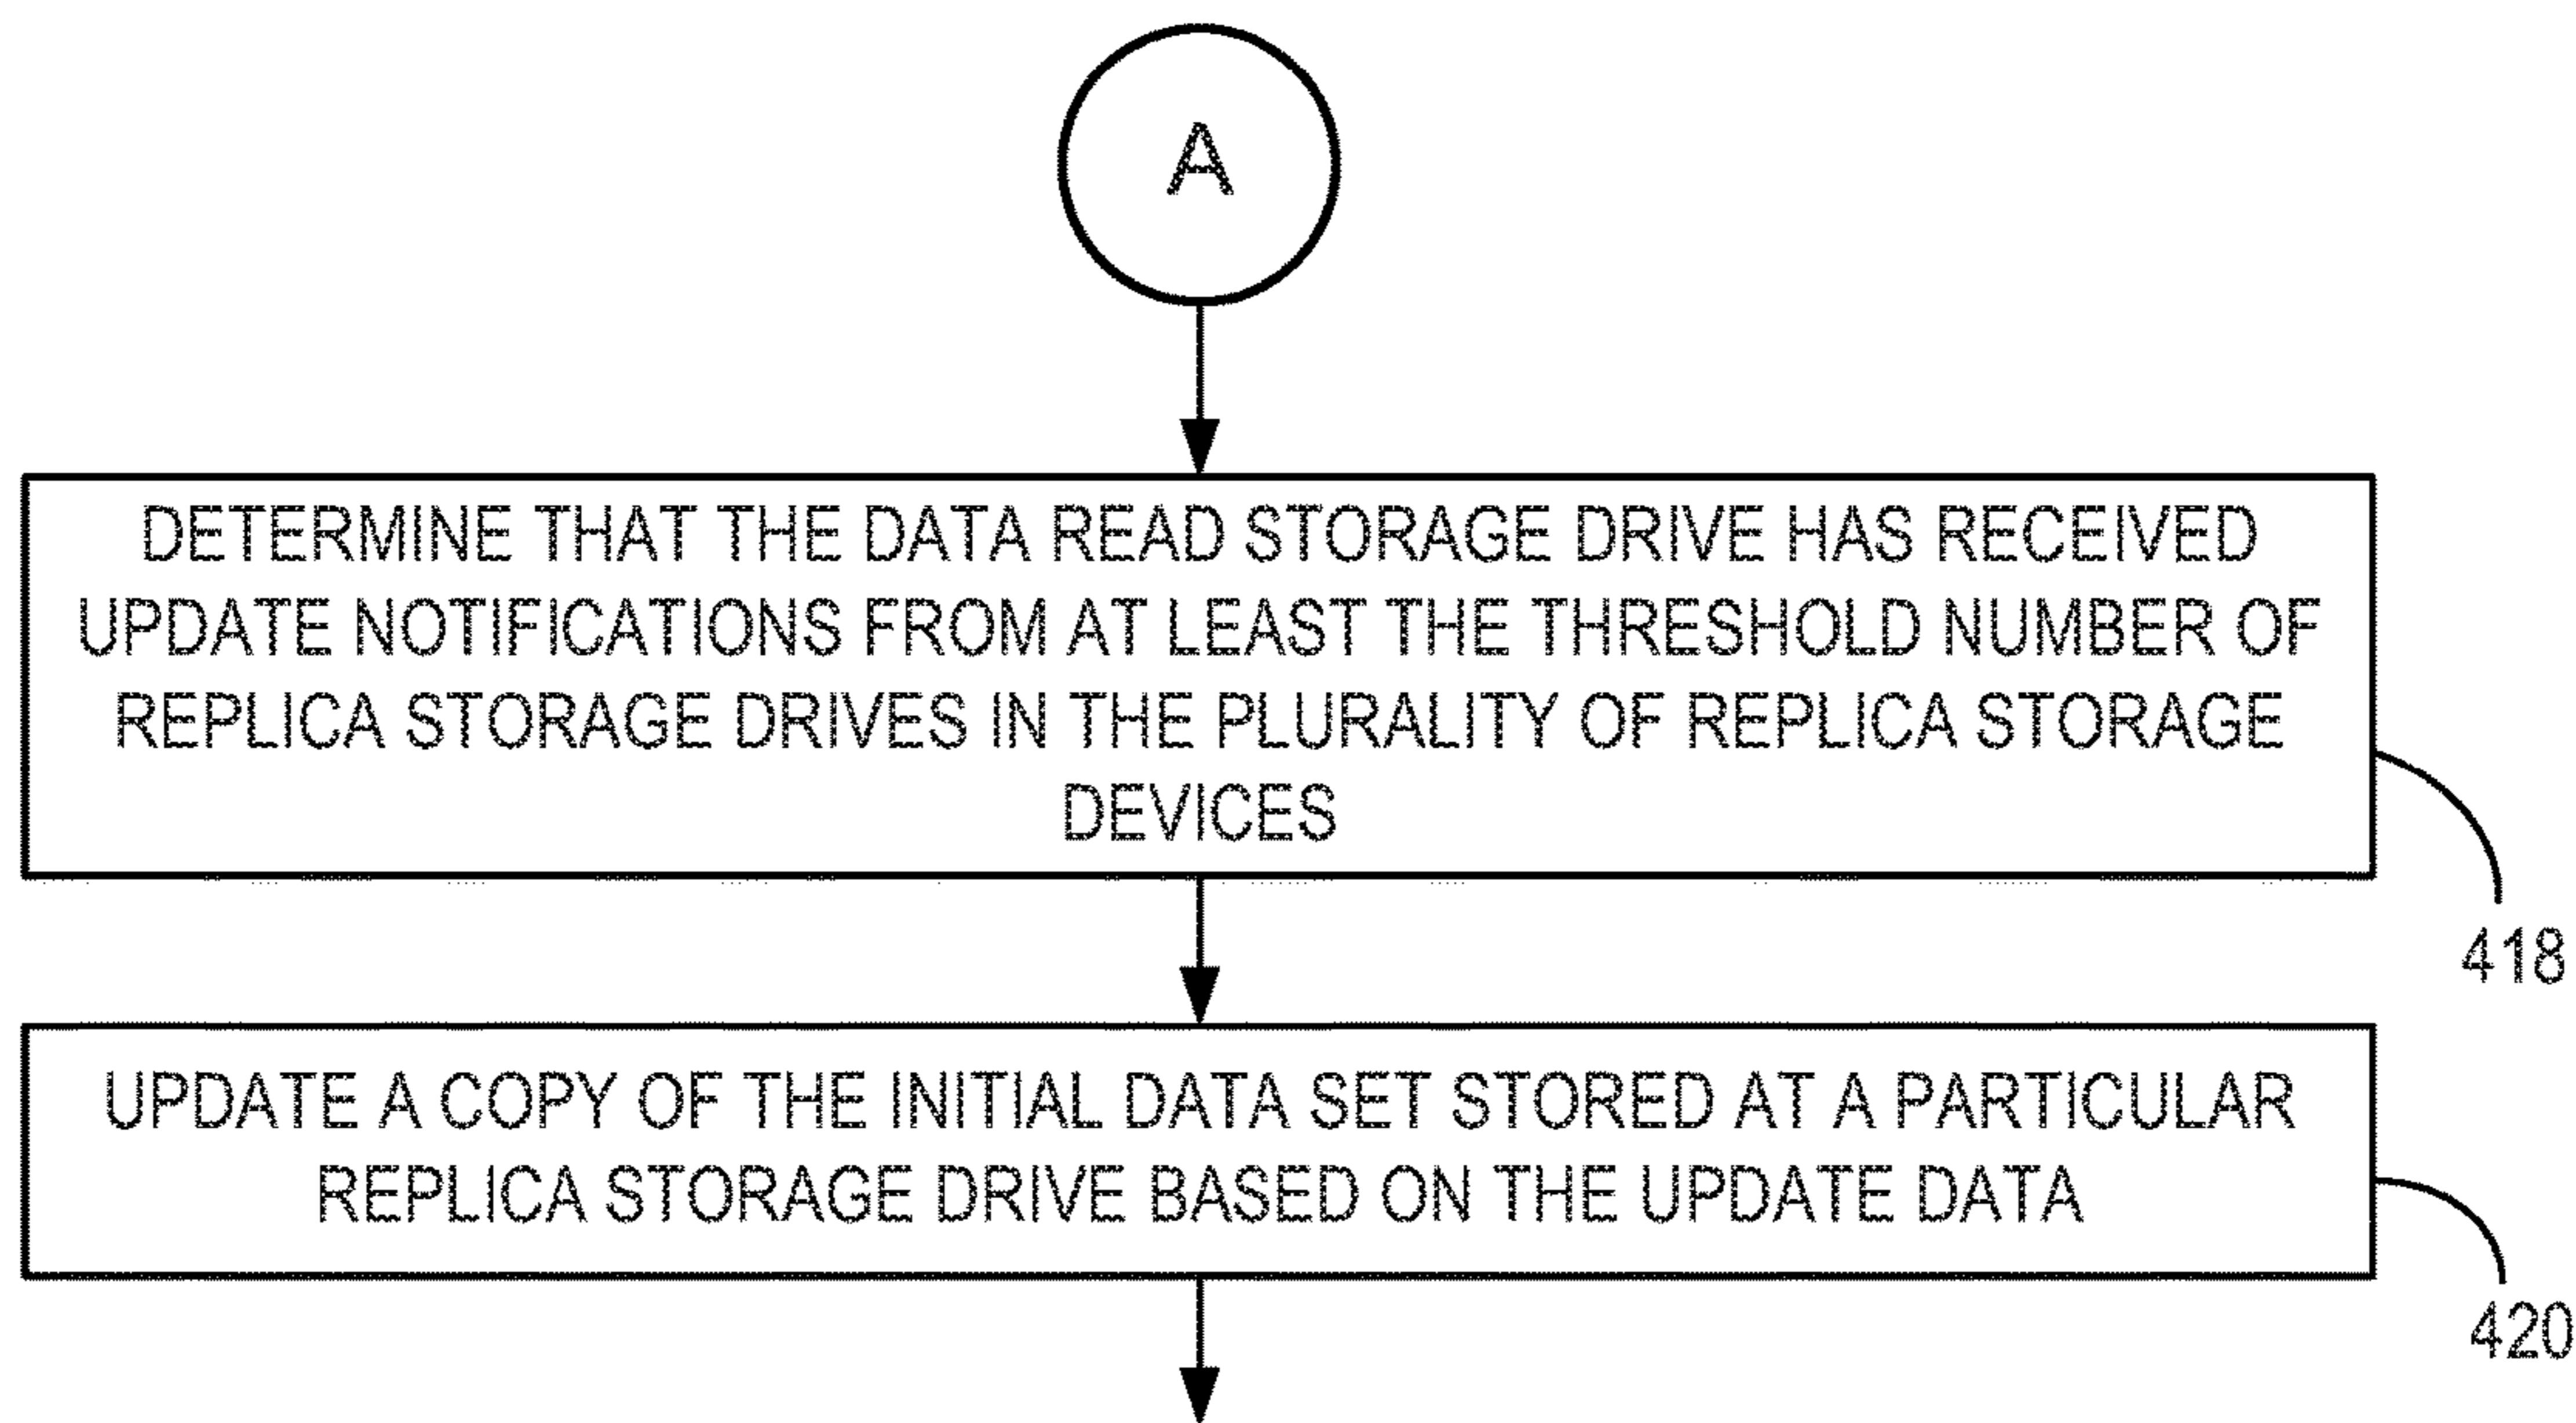 A
DETERMINE THAT THE DATA READ STORAGE DRIVE HAS RECEIVED
UPDATE NOTIFICATIONS FROM AT LEAST THE THRESHOLD NUMBER OF
REPLICA STORAGE DRIVES IN THE PLURALITY OF REPLICA STORAGE
DEVICES
418
UPDATE A COPY OF THE INITIAL DATA SET STORED AT A PARTICULAR
REPLICA STORAGE DRIVE BASED ON THE UPDATE DATA
420